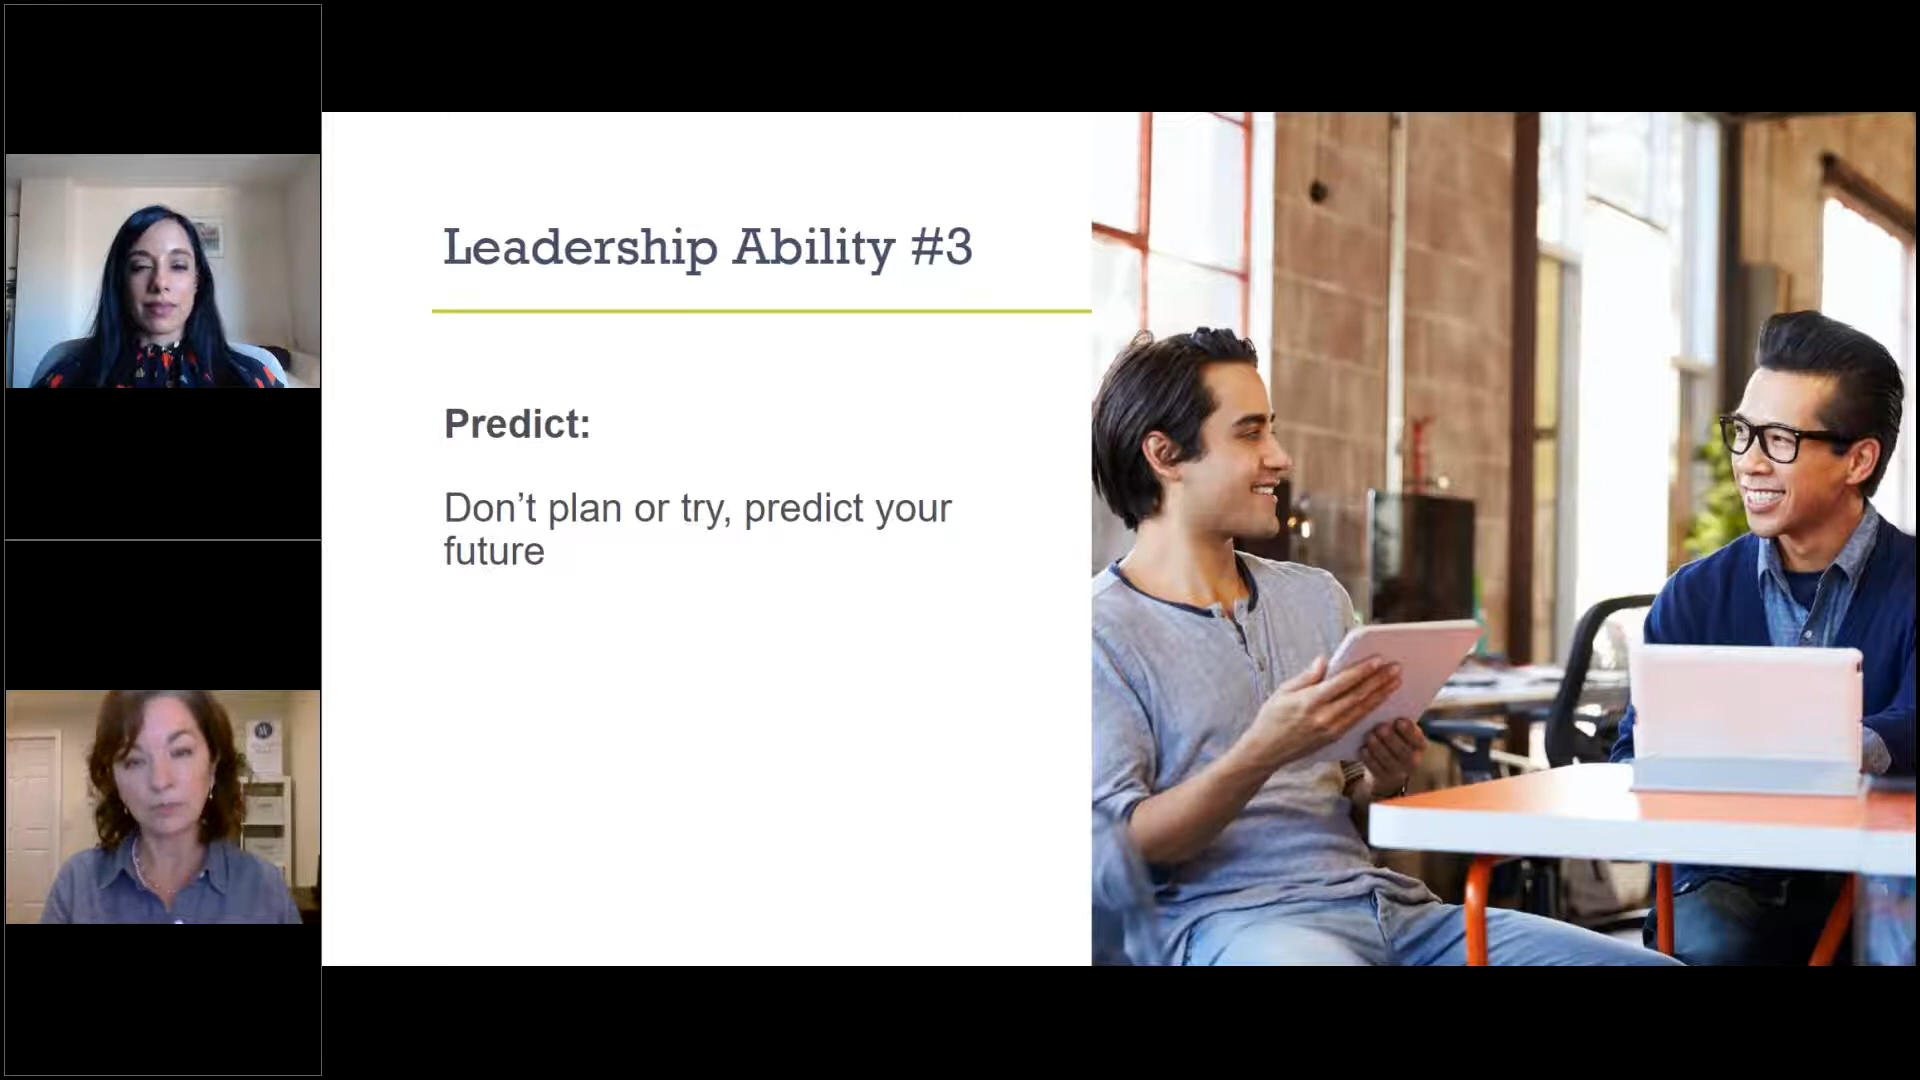 Leadership Ability #3
Predict:
Don’t plan or try, predict your
future